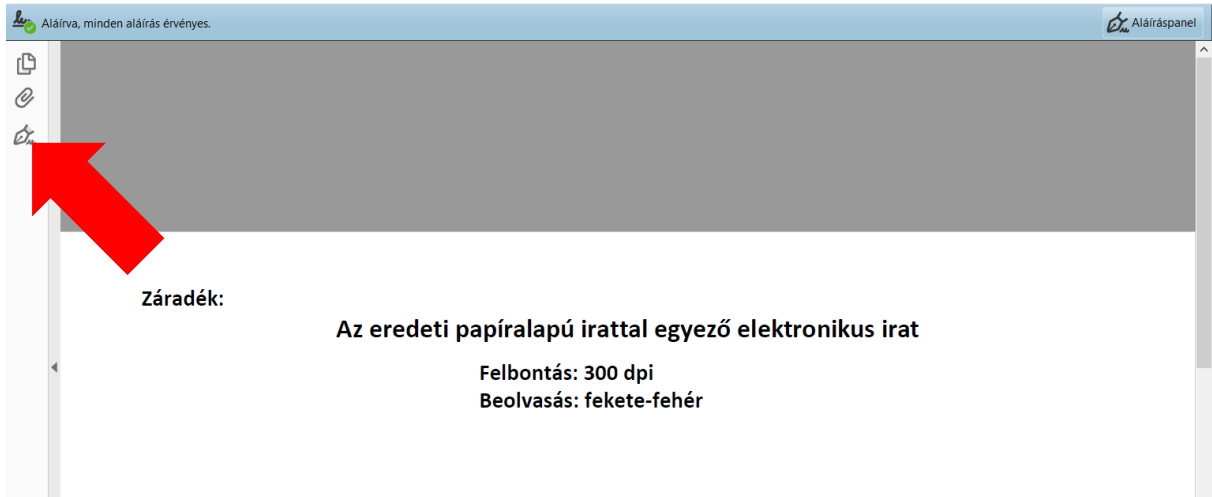 Aláírva, minden aláírás érvényes.
Aláíráspanel
Záradék:
Az eredeti papíralapú irattal egyező elektronikus irat
Felbontás: 300 dpi
Beolvasás: fekete-fehér